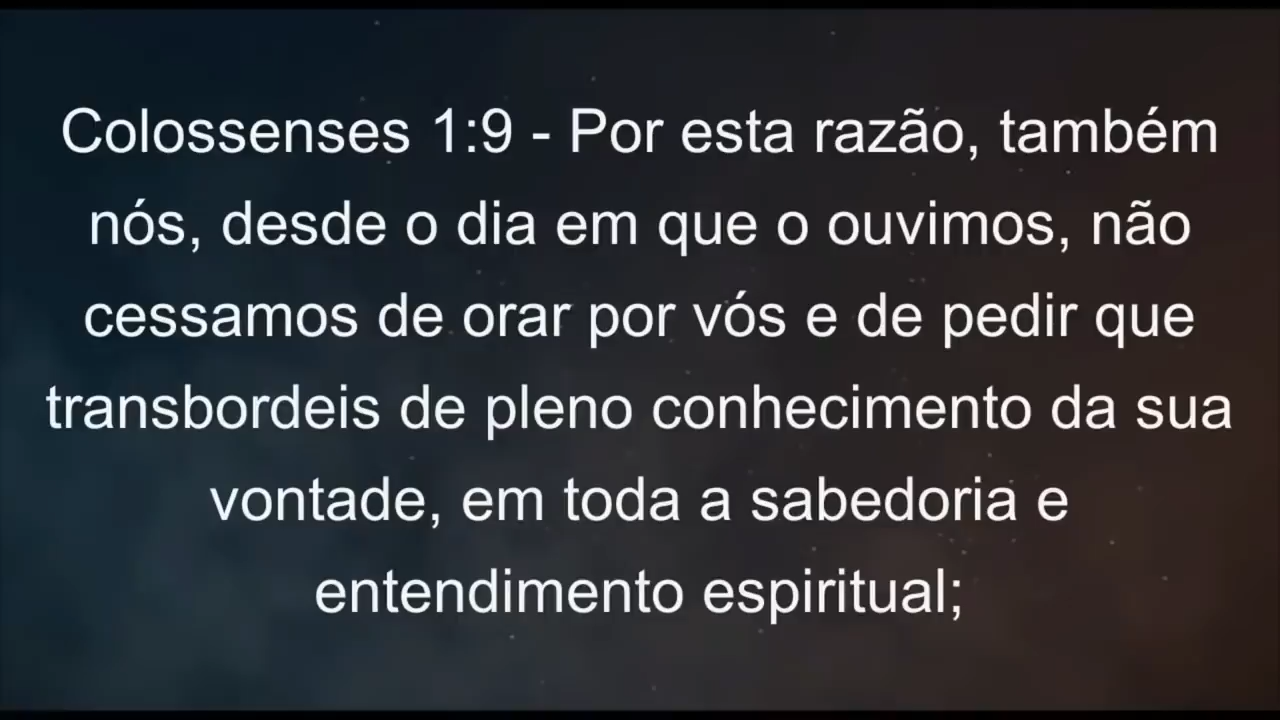 Colossenses 1:9 - Por esta razão, também
nós, desde o dia em que o ouvimos, não
cessamos de orar por vós e de pedir que
transbordeis de pleno conhecimento da sua
vontade, em toda a sabedoria e
entendimento espiritual;